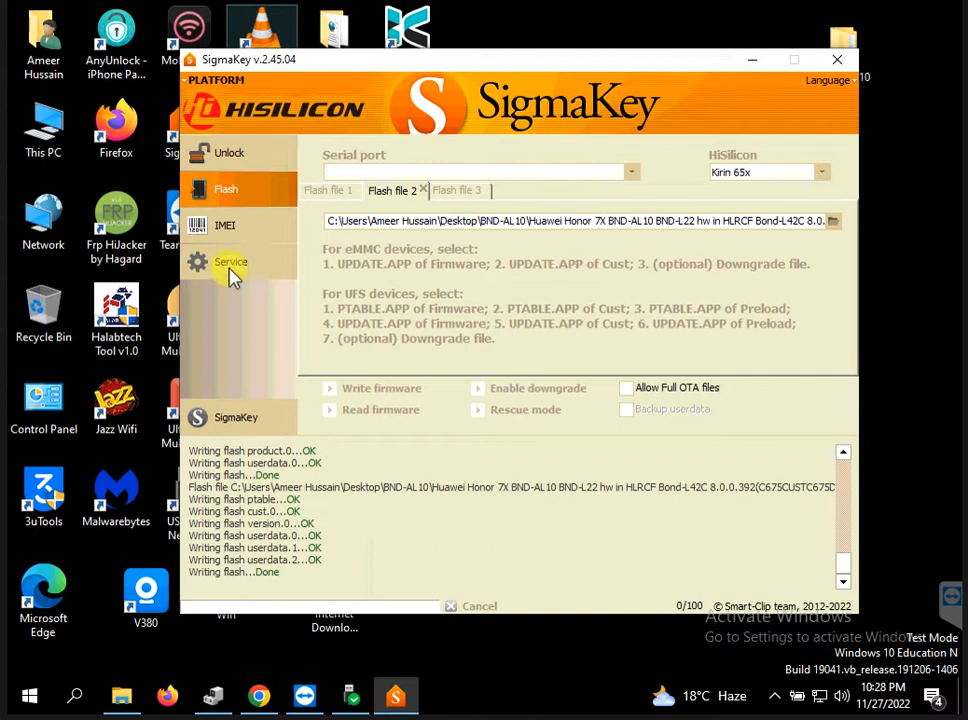 Ameer
Hussain
AnyUnlock -
iPhone Pa...
This PC
Firefox
Network
Frp HiJacker
by Hagard
Recycle Bin
Halabtech
Tool v1.0
Control Panel
Jazz Wifi
3uTools
Malwarebytes
Microsoft
Edge
V380
Downlo...
SigmaKey v.2.45.04
PLATFORM
Language
HISILICON
SigmaKey
Unlock
Flash
IMEI
Service
SigmaKey
Serial port
HiSilicon
Kirin 65x
Flash file 1
Flash file 2
Flash file 3
C:\Users\Ameer Hussain\Desktop\BND-AL10\Huawei Honor 7X BND-AL10 BND-L22 hw in HLRCF Bond-L42C 8.0.
For eMMC devices, select:
1. UPDATE.APP of Firmware; 2. UPDATE.APP of Cust; 3. (optional) Downgrade file.
For UFS devices, select:
1. PTABLE.APP of Firmware; 2. PTABLE.APP of Cust; 3. PTABLE.APP of Preload;
4. UPDATE.APP of Firmware; 5. UPDATE.APP of Cust; 6. UPDATE.APP of Preload;
7. (optional) Downgrade file.
Write firmware
Enable downgrade
Allow Full OTA files
Read firmware
Rescue mode
Backup userdata
Writing flash product.0...OK
Writing flash userdata.0...OK
Writing flash...Done
Flash file C:\Users\Ameer Hussain\Desktop\BND-AL10\Huawei Honor 7X BND-AL10 BND-L22 hw in HLRCF Bond-L42C 8.0.0.392(C675CUSTC675D
Writing flash ptable...OK
Writing flash cust.0...OK
Writing flash version.0...OK
Writing flash userdata.0...OK
Writing flash userdata.1...OK
Writing flash userdata.2...OK
Writing flash...Done
Cancel
0/100
© Smart-Clip team, 2012-2022
Activate Windows
Go to Settings to activate Windows.
Test Mode
Windows 10 Education N
Build 19041.vb_release.191206-1406
18°C Haze
10:28 PM
11/27/2022
4